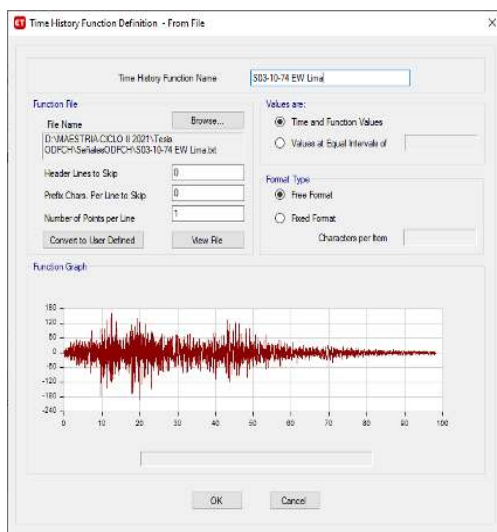 ET Time History Function Definition - From File
Time History Function Name S03-10-74 EW Lima
Function File
File Name
Browse...
D:\MAESTRIA CICLO II 2021\Tesis
ODFCH\SeñalesODFCH\S03-10-74 EW Lima.txt
Header Lines to Skip 0
Prefix Chars. Per Line to Skip 0
Number of Points per Line 1
Convert to User Defined View File
Values are:
Time and Function Values
Values at Equal Intervals of
Format Type
Free Format
Fixed Format
Characters per Item
Function Graph
180
120
60
0
-60
-120
-180
-240
0 10 20 30 40 50 60 70 80 90 100
OK Cancel